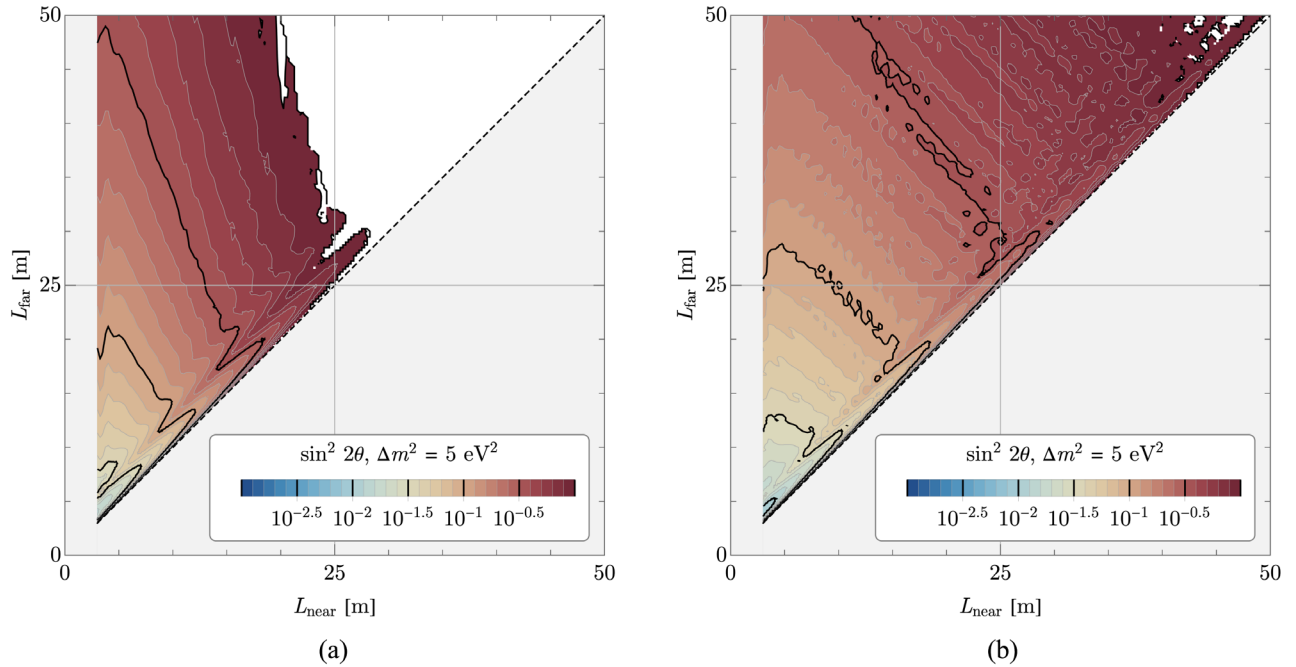 50
25
0
L_far [m]
sin² 2θ, Δm² = 5 eV²
10^−2.5 10^−2 10^−1.5 10^−1 10^−0.5
0 25 50
L_near [m]
(a)
50
25
0
L_far [m]
sin² 2θ, Δm² = 5 eV²
10^−2.5 10^−2 10^−1.5 10^−1 10^−0.5
0 25 50
L_near [m]
(b)